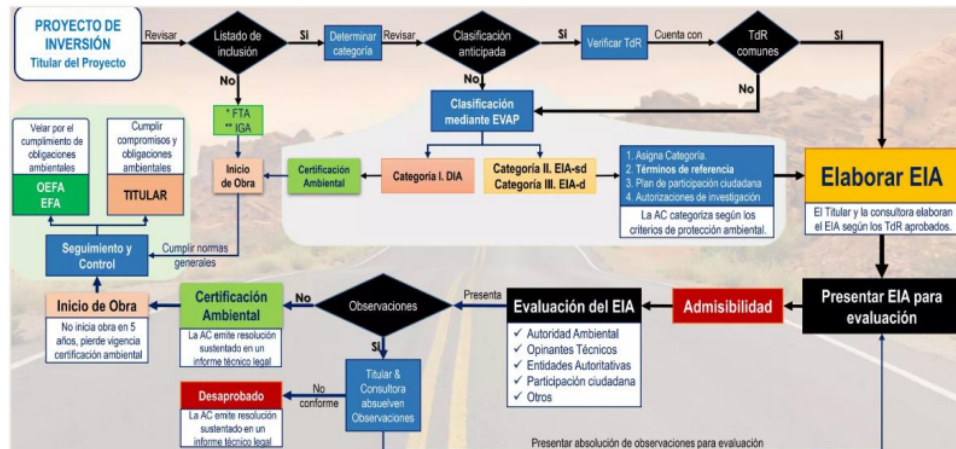 PROYECTO DE
INVERSIÓN
Titular del Proyecto
Revisar
Listado de
inclusión
Si
Determinar
categoría
Revisar
Clasificación
anticipada
Si
Verificar TdR
Cuenta con
TdR
comunes
Si
No
No
No
* FTA
** IGA
Clasificación
mediante EVAP
Velar por el
cumplimiento de
obligaciones
ambientales
OEFA
EFA
Cumplir
compromisos y
obligaciones
ambientales
TITULAR
Inicio
de Obra
Certificación
Ambiental
Categoría I. DIA
Categoría II. EIA-sd
Categoría III. EIA-d
1. Asigna Categoría.
2. Términos de referencia
3. Plan de participación ciudadana
4. Autorizaciones de investigación
La AC categoriza según los
criterios de protección ambiental.
Elaborar EIA
El Titular y la consultora elaboran
el EIA según los TdR aprobados.
Seguimiento y
Control
Cumplir normas
generales
Inicio de Obra
No inicia obra en 5
años, pierde vigencia
certificación ambiental
Certificación
Ambiental
La AC emite resolución
sustentado en un
informe técnico legal
No
Observaciones
Presenta
Evaluación del EIA
✓ Autoridad Ambiental
✓ Opinantes Técnicos
✓ Entidades Autoritativas
✓ Participación ciudadana
✓ Otros
Admisibilidad
Presentar EIA para
evaluación
Si
Desaprobado
La AC emite resolución
sustentado en un
informe técnico legal
No
conforme
Titular &
Consultora
absuelven
Observaciones
Presentar absolución de observaciones para evaluación